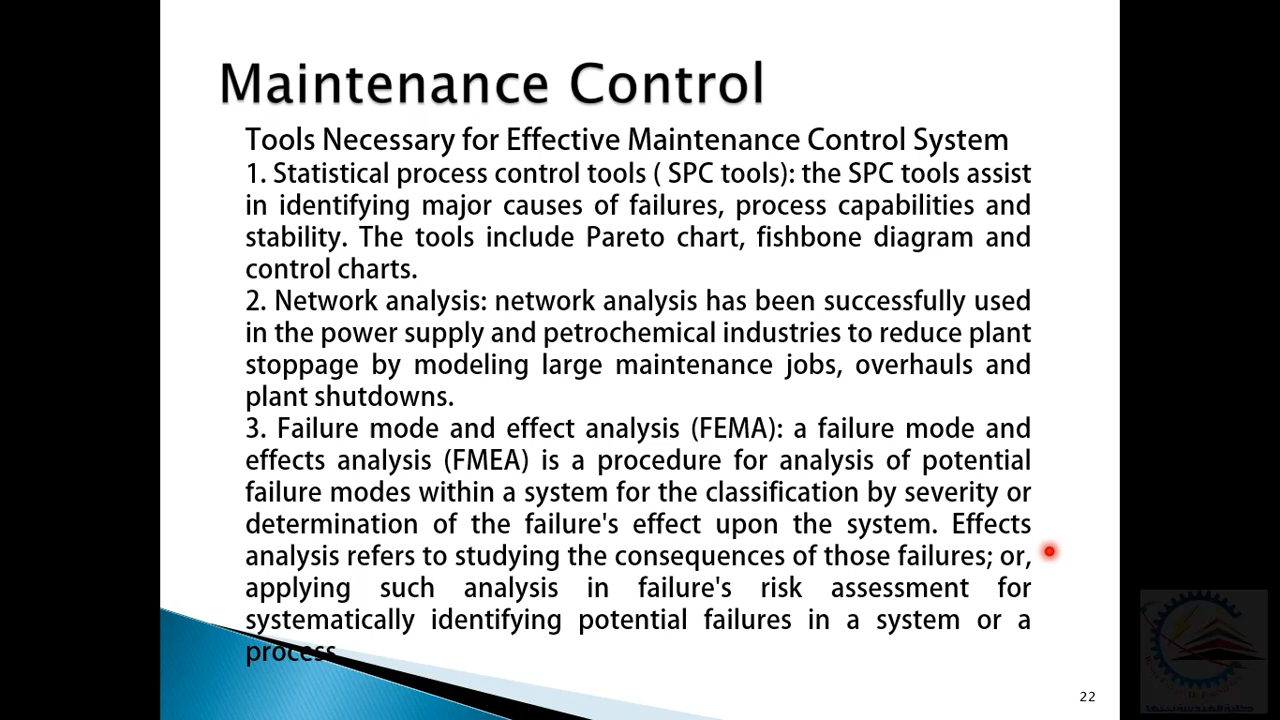 Maintenance Control
Tools Necessary for Effective Maintenance Control System
1. Statistical process control tools ( SPC tools): the SPC tools assist
in identifying major causes of failures, process capabilities and
stability. The tools include Pareto chart, fishbone diagram and
control charts.
2. Network analysis: network analysis has been successfully used
in the power supply and petrochemical industries to reduce plant
stoppage by modeling large maintenance jobs, overhauls and
plant shutdowns.
3. Failure mode and effect analysis (FEMA): a failure mode and
effects analysis (FMEA) is a procedure for analysis of potential
failure modes within a system for the classification by severity or
determination of the failure's effect upon the system. Effects
analysis refers to studying the consequences of those failures; or,
applying such analysis in failure's risk assessment for
systematically identifying potential failures in a system or a
process
22